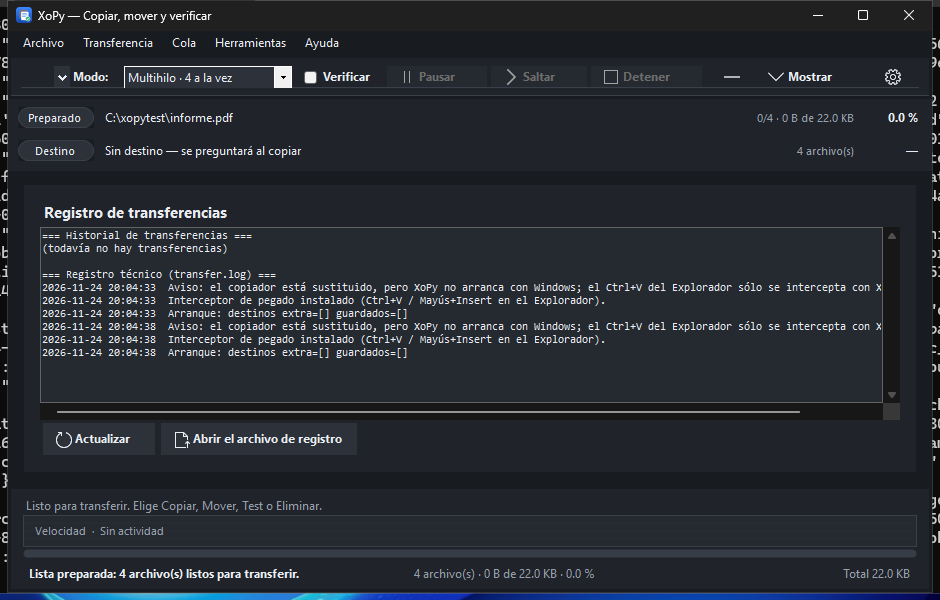 XoPy — Copiar, mover y verificar
Archivo Transferencia Cola Herramientas Ayuda
Modo: Multihilo · 4 a la vez Verificar Pausar Saltar Detener Mostrar
Preparado C:\xopytest\informe.pdf 0/4 · 0 B de 22.0 KB 0.0 %
Destino Sin destino — se preguntará al copiar 4 archivo(s) —
Registro de transferencias
=== Historial de transferencias ===
(todavía no hay transferencias)
=== Registro técnico (transfer.log) ===
2026-11-24 20:04:33 Aviso: el copiador está sustituido, pero XoPy no arranca con Windows; el Ctrl+V del Explorador sólo se intercepta con X
2026-11-24 20:04:33 Interceptor de pegado instalado (Ctrl+V / Mayús+Insert en el Explorador).
2026-11-24 20:04:33 Arranque: destinos extra=[] guardados=[]
2026-11-24 20:04:38 Aviso: el copiador está sustituido, pero XoPy no arranca con Windows; el Ctrl+V del Explorador sólo se intercepta con X
2026-11-24 20:04:38 Interceptor de pegado instalado (Ctrl+V / Mayús+Insert en el Explorador).
2026-11-24 20:04:38 Arranque: destinos extra=[] guardados=[]
Actualizar Abrir el archivo de registro
Listo para transferir. Elige Copiar, Mover, Test o Eliminar.
Velocidad · Sin actividad
Lista preparada: 4 archivo(s) listos para transferir. 4 archivo(s) · 0 B de 22.0 KB · 0.0 % Total 22.0 KB